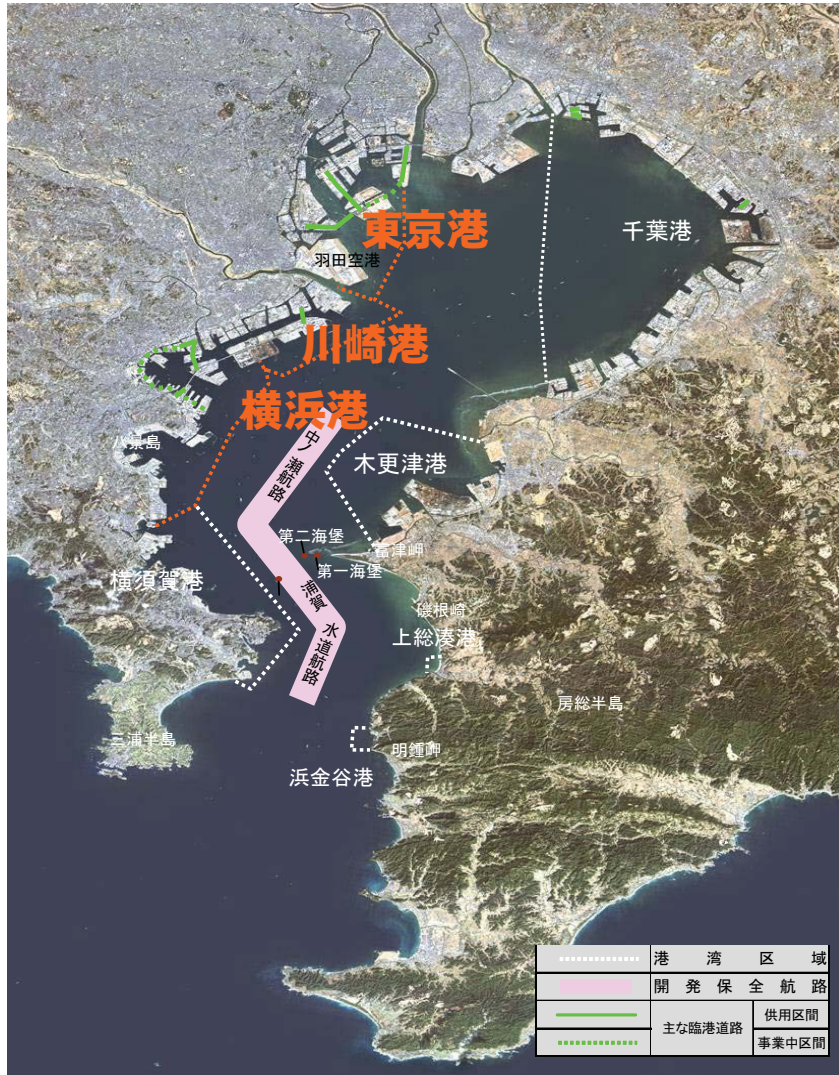 東京港
千葉港
羽田空港
川崎港
横浜港
八景島
中ノ瀬航路
木更津港
第二海堡
富津岬
第一海堡
横須賀港
浦賀水道航路
磯根崎
上総湊港
房総半島
三浦半島
明鐘岬
浜金谷港
港湾区域
開発保全航路
主な臨港道路
供用区間
事業中区間